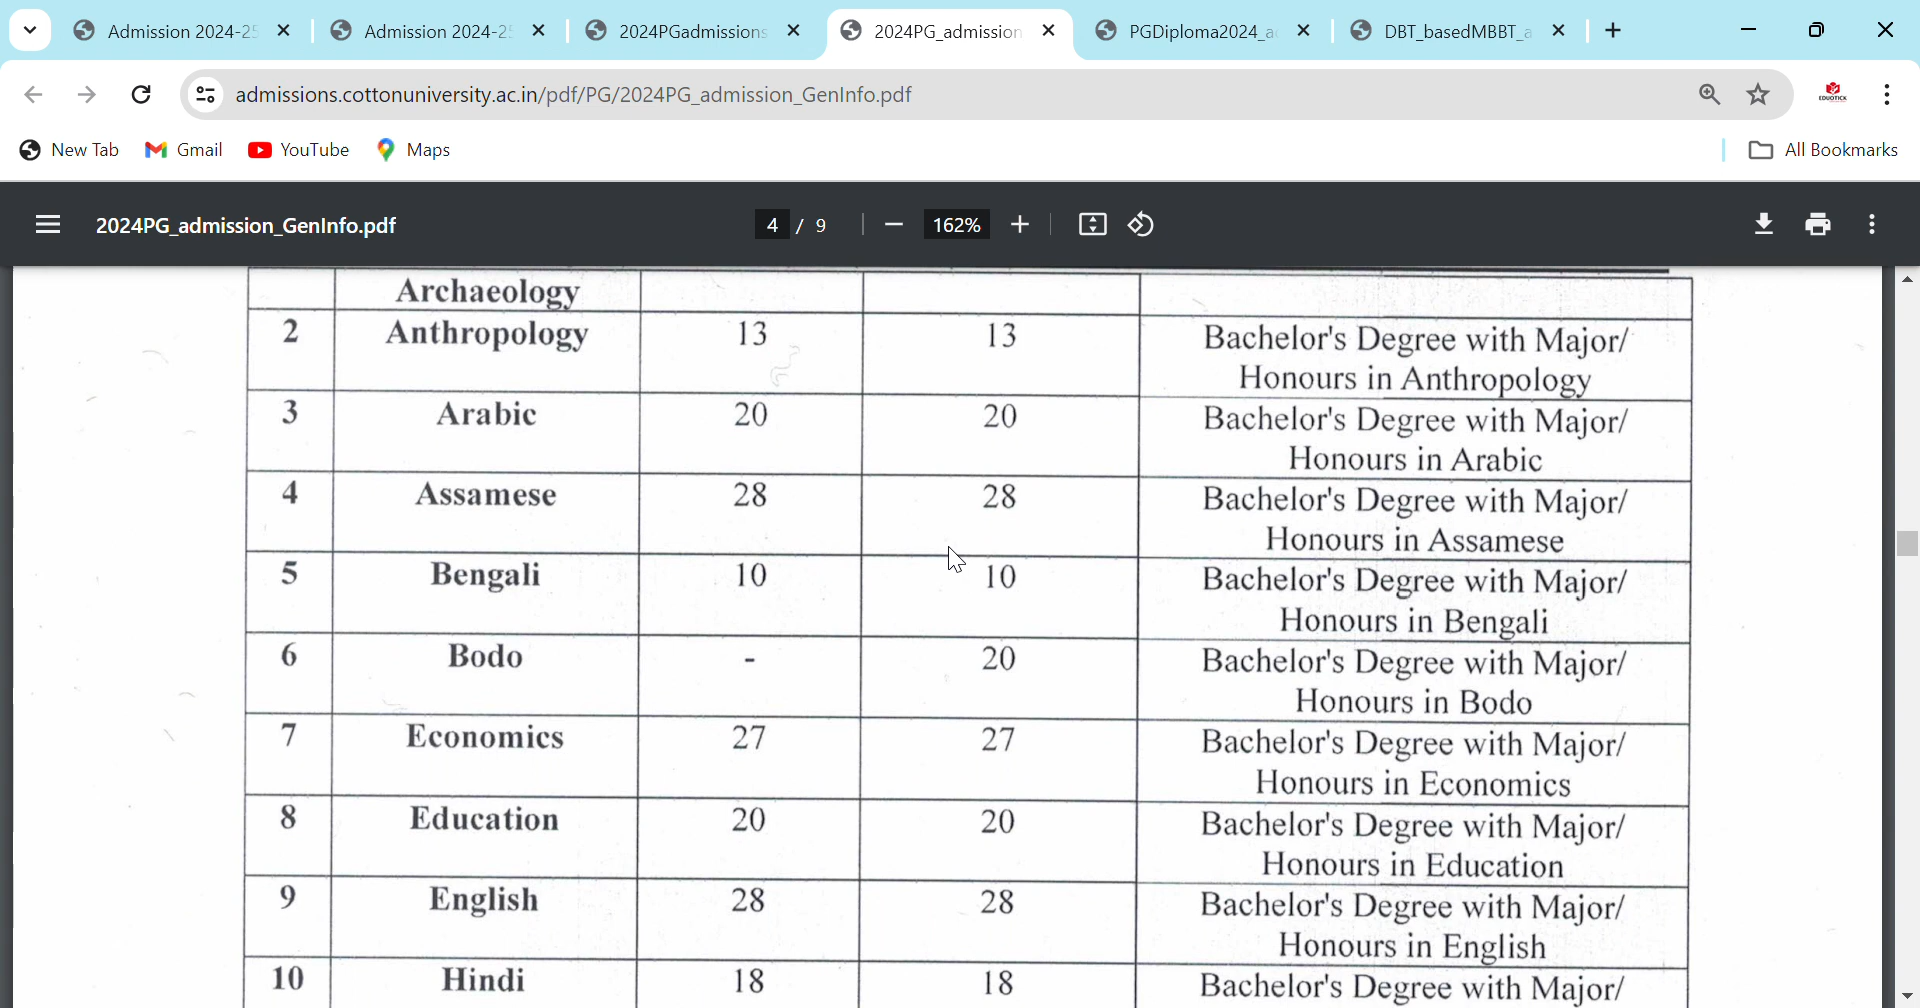 Admission 2024-25
Admission 2024-25
2024PGadmissions
2024PG_admission
PGDiploma2024_a
DBT_basedMBBT_a
admissions.cottonuniversity.ac.in/pdf/PG/2024PG_admission_GenInfo.pdf
EDUOTICK
New Tab
Gmail
YouTube
Maps
All Bookmarks
2024PG_admission_GenInfo.pdf
4 / 9
162%
Archaeology
2 Anthropology 13 13 Bachelor's Degree with Major/
Honours in Anthropology
3 Arabic 20 20 Bachelor's Degree with Major/
Honours in Arabic
4 Assamese 28 28 Bachelor's Degree with Major/
Honours in Assamese
5 Bengali 10 10 Bachelor's Degree with Major/
Honours in Bengali
6 Bodo - 20 Bachelor's Degree with Major/
Honours in Bodo
7 Economics 27 27 Bachelor's Degree with Major/
Honours in Economics
8 Education 20 20 Bachelor's Degree with Major/
Honours in Education
9 English 28 28 Bachelor's Degree with Major/
Honours in English
10 Hindi 18 18 Bachelor's Degree with Major/